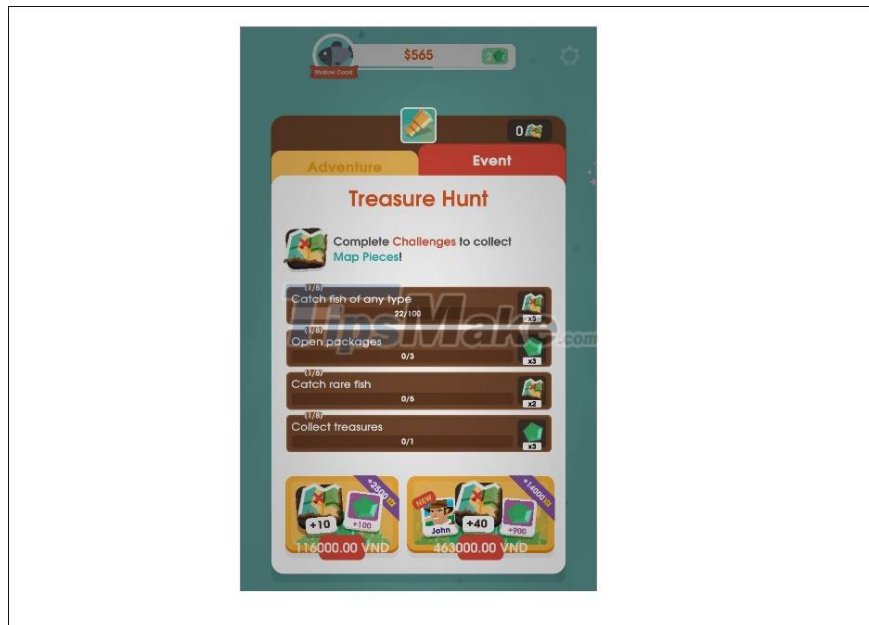 $565
2
Shallow Coast
0
Adventure
Event
Treasure Hunt
Complete Challenges to collect
Map Pieces!
(1/8)
Catch fish of any type
22/100
x5
TipsMake.com
(1/8)
Open packages
0/3
x3
(1/8)
Catch rare fish
0/5
x2
(1/8)
Collect treasures
0/1
x3
+2500
+10
+100
116000.00 VND
+14000
NEW
John
+40
+900
463000.00 VND